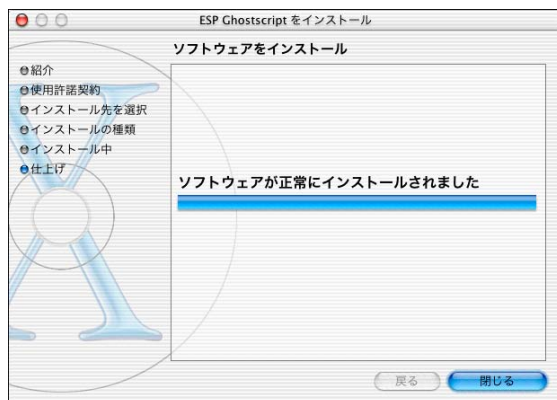 ESP Ghostscript をインストール
ソフトウェアをインストール
紹介
使用許諾契約
インストール先を選択
インストールの種類
インストール中
仕上げ
ソフトウェアが正常にインストールされました
戻る
閉じる